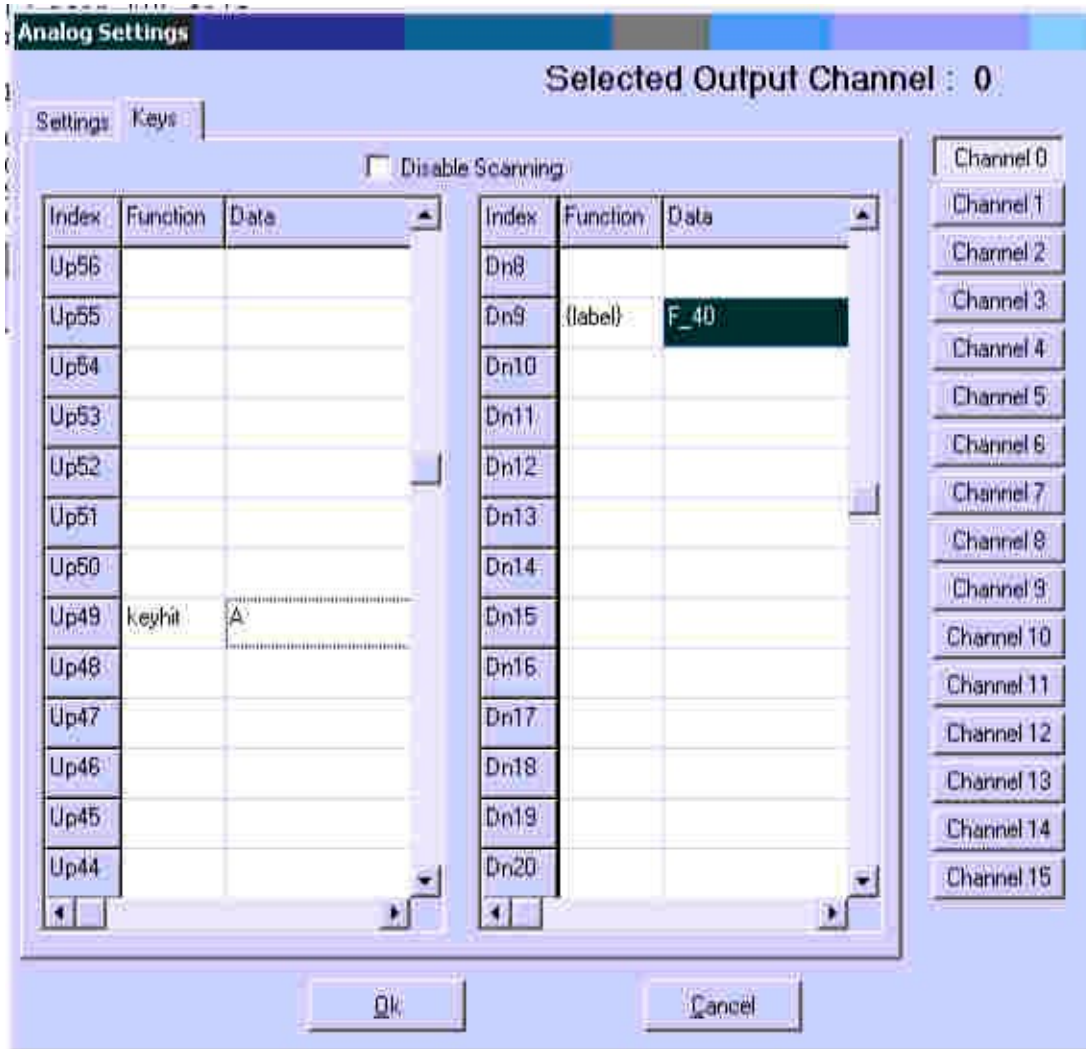 Analog Settings
Selected Output Channel : 0
Settings Keys
Disable Scanning
Index Function Data
Up56
Up55
Up54
Up53
Up52
Up51
Up50
Up49 keyhit A
Up48
Up47
Up46
Up45
Up44
Index Function Data
Dn8
Dn9 {label} F_40
Dn10
Dn11
Dn12
Dn13
Dn14
Dn15
Dn16
Dn17
Dn18
Dn19
Dn20
Channel 0
Channel 1
Channel 2
Channel 3
Channel 4
Channel 5
Channel 6
Channel 7
Channel 8
Channel 9
Channel 10
Channel 11
Channel 12
Channel 13
Channel 14
Channel 15
Ok Cancel